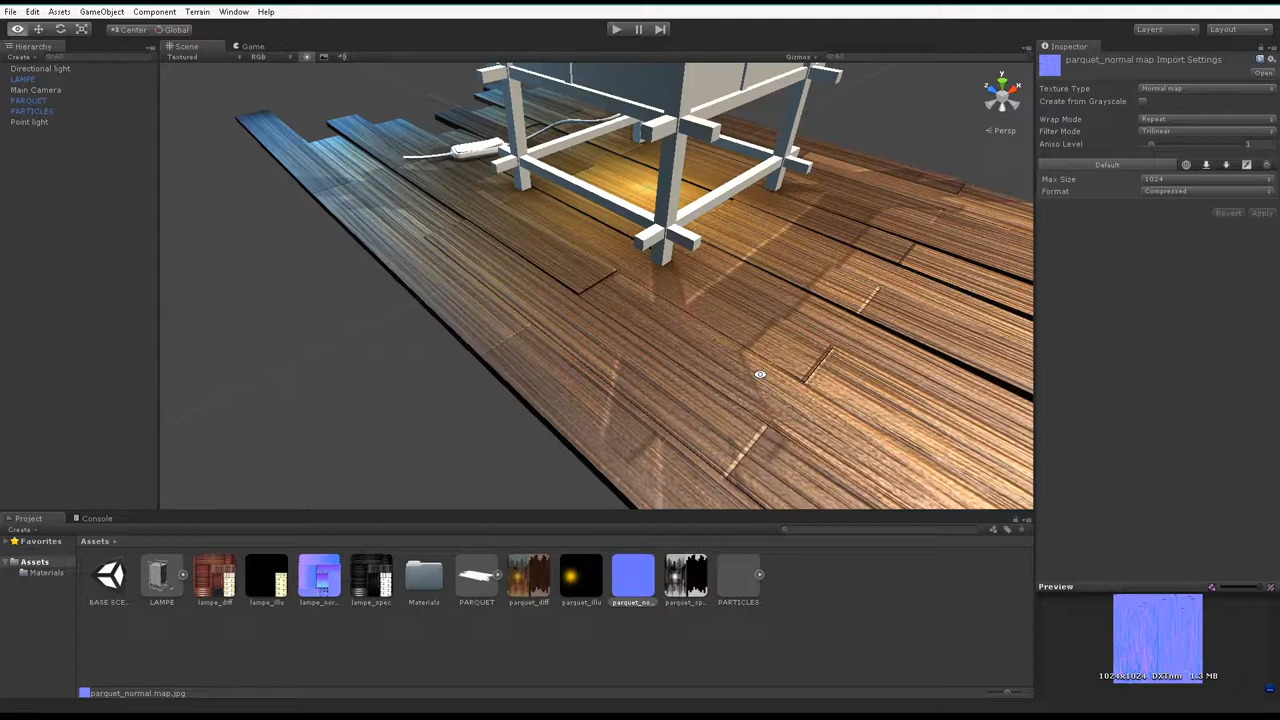 File Edit Assets GameObject Component Terrain Window Help
Center Global Layers Layout
Hierarchy
Create All
Directional light
LAMPE
Main Camera
PARQUET
PARTICLES
Point light
Scene Game
Textured RGB Gizmos All
y
x
z
Persp
Inspector
parquet_normal map Import Settings
Open
Texture Type Normal map
Create from Grayscale
Wrap Mode Repeat
Filter Mode Trilinear
Aniso Level 1
Default
Max Size 1024
Format Compressed
Revert Apply
Project Console
Create
Favorites
Assets
Materials
Assets
BASE SCE... LAMPE lampe_diff lampe_illu lampe_nor... lampe_spec Materials PARQUET parquet_diff parquet_illu parquet_no... parquet_sp... PARTICLES
parquet_normal map.jpg
Preview
1024x1024 DXTnm 1.3 MB